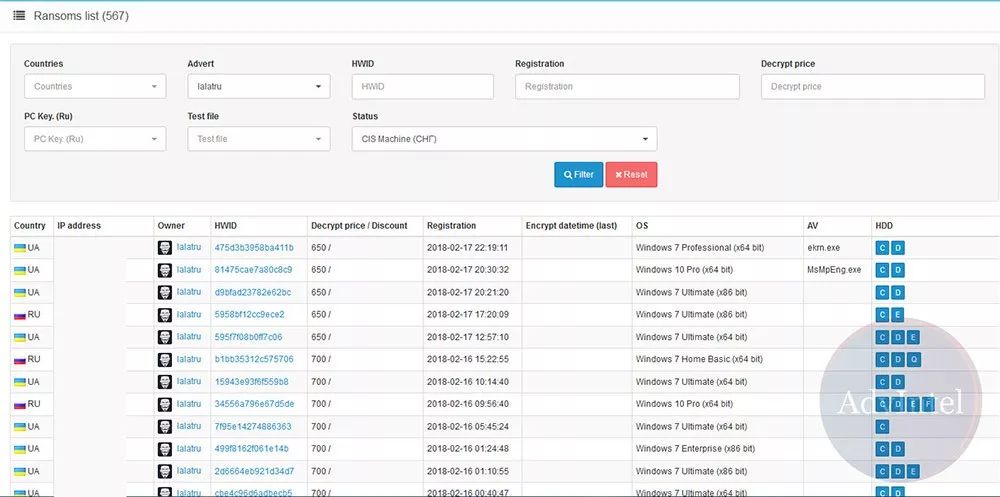 Ransoms list (567)
Countries Advert HWID Registration Decrypt price
Countries lalatru HWID Registration Decrypt price
PC Key. (Ru) Test file Status
PC Key. (Ru) Test file CIS Machine (СНГ)
Filter Reset
Country IP address Owner HWID Decrypt price / Discount Registration Encrypt datetime (last) OS AV HDD
UA lalatru 475d3b3958ba411b 650 / 2018-02-17 22:19:11 Windows 7 Professional (x64 bit) ekrn.exe C D
UA lalatru 81475cae7a80c8c9 650 / 2018-02-17 20:30:32 Windows 10 Pro (x64 bit) MsMpEng.exe C D
UA lalatru d9bfad23782e62bc 650 / 2018-02-17 20:21:20 Windows 7 Ultimate (x86 bit) C D
RU lalatru 5958bf12cc9ece2 650 / 2018-02-17 17:20:09 Windows 7 Ultimate (x86 bit) C E
UA lalatru 595f7f08b0ff7c06 650 / 2018-02-17 12:57:10 Windows 7 Ultimate (x64 bit) C D E
RU lalatru b1bb35312c575706 700 / 2018-02-16 15:22:55 Windows 7 Home Basic (x64 bit) C D Q
UA lalatru 15943e93f6f559b8 700 / 2018-02-16 10:14:40 Windows 7 Ultimate (x64 bit) C D
RU lalatru 34556a796e67d5de 700 / 2018-02-16 09:56:40 Windows 10 Pro (x64 bit) C D E F
UA lalatru 7f95e14274886363 700 / 2018-02-16 05:45:24 Windows 7 Ultimate (x64 bit) C
UA lalatru 499f8162f061e14b 700 / 2018-02-16 01:24:48 Windows 7 Enterprise (x86 bit) C D
UA lalatru 2d6664eb921d34d7 700 / 2018-02-16 01:10:55 Windows 7 Ultimate (x86 bit) C D E
UA lalatru cbe4c96d6adbecb5 700 / 2018-02-16 00:40:47 Windows 7 Ultimate (x64 bit) C D
AdvIntel